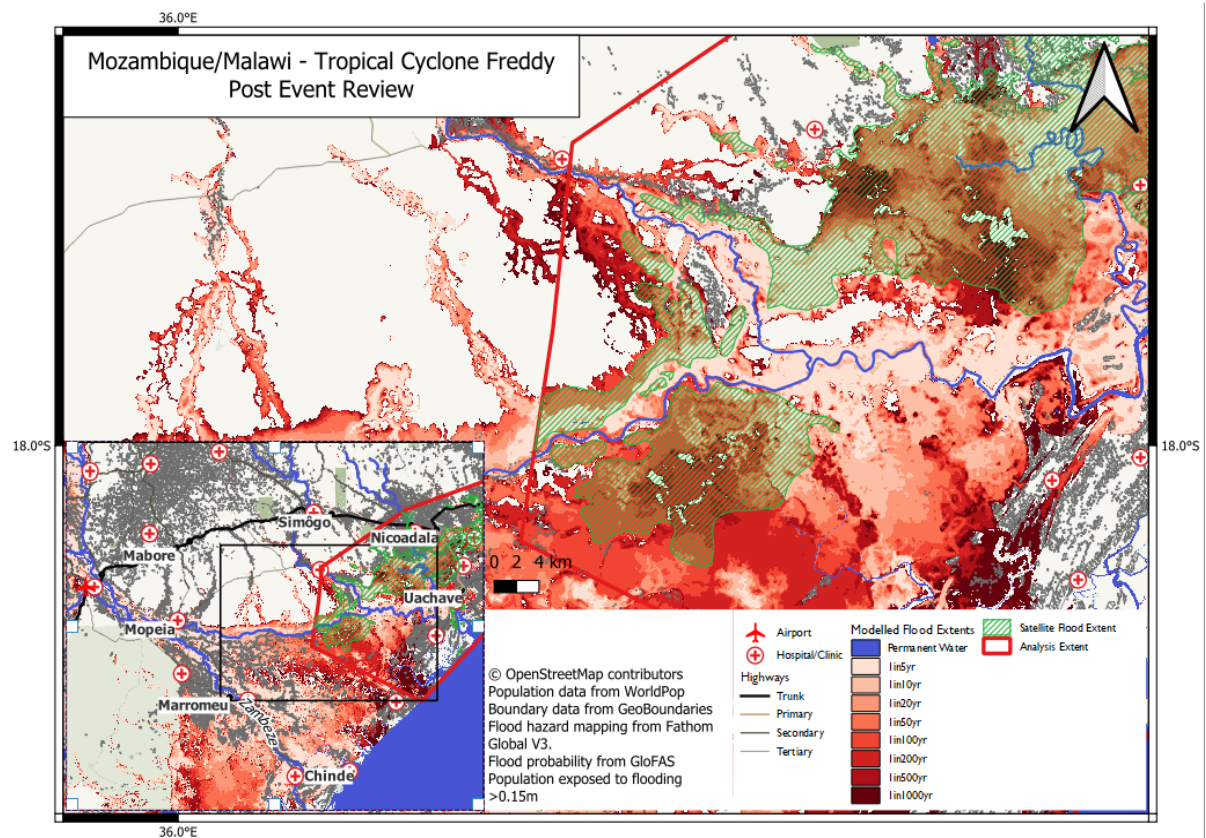 36.0°E
Mozambique/Malawi - Tropical Cyclone Freddy
Post Event Review
18.0°S
18.0°S
Simôgo
Nicoadala
Mabore
Uachave
Mopeia
Marromeu
Zambeze
Chinde
0 2 4 km
© OpenStreetMap contributors
Population data from WorldPop
Boundary data from GeoBoundaries
Flood hazard mapping from Fathom
Global V3.
Flood probability from GloFAS
Population exposed to flooding
>0.15m
Airport
Hospital/Clinic
Highways
Trunk
Primary
Secondary
Tertiary
Modelled Flood Extents
Permanent Water
1in5yr
1in10yr
1in20yr
1in50yr
1in100yr
1in200yr
1in500yr
1in1000yr
Satellite Flood Extent
Analysis Extent
36.0°E